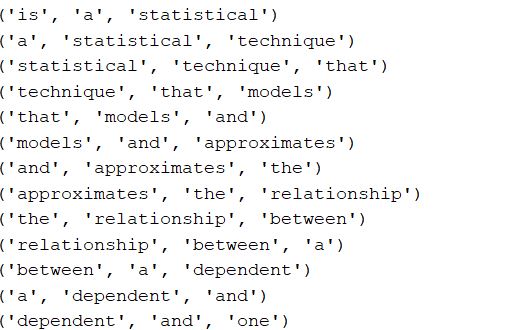 ('is', 'a', 'statistical')
('a', 'statistical', 'technique')
('statistical', 'technique', 'that')
('technique', 'that', 'models')
('that', 'models', 'and')
('models', 'and', 'approximates')
('and', 'approximates', 'the')
('approximates', 'the', 'relationship')
('the', 'relationship', 'between')
('relationship', 'between', 'a')
('between', 'a', 'dependent')
('a', 'dependent', 'and')
('dependent', 'and', 'one')